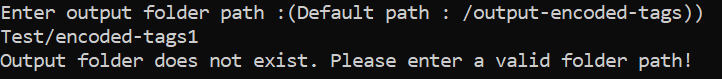 Enter output folder path :(Default path : /output-encoded-tags))
Test/encoded-tags1
Output folder does not exist. Please enter a valid folder path!